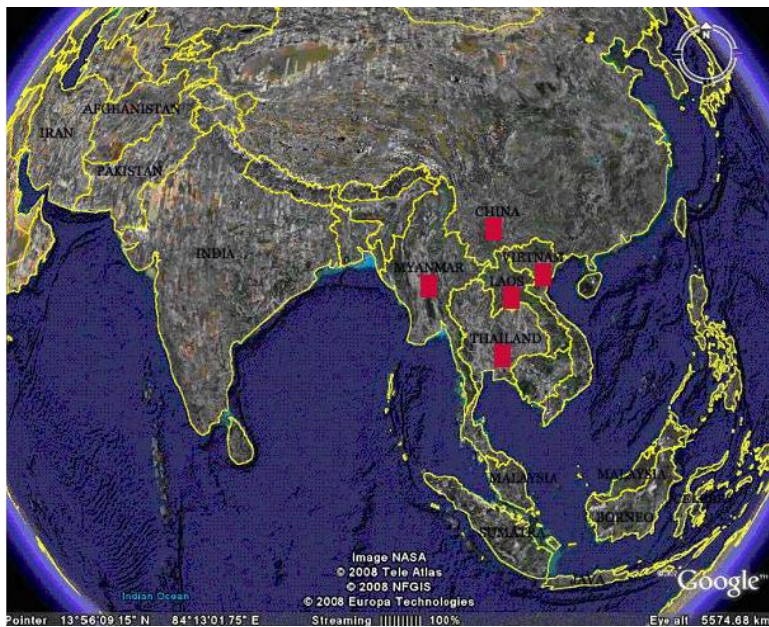 N
AFGHANISTAN
IRAN
PAKISTAN
CHINA
INDIA
MYANMAR
VIETNAM
LAOS
THAILAND
MALAYSIA
MALAYSIA
BORNEO
SUMATRA
JAVA
Image NASA
© 2008 Tele Atlas
© 2008 NFGIS
© 2008 Europa Technologies
Google™
Indian Ocean
Pointer 13°56'09.15" N 84°13'01.75" E Streaming |||||||||| 100% Eye alt 5574.68 km